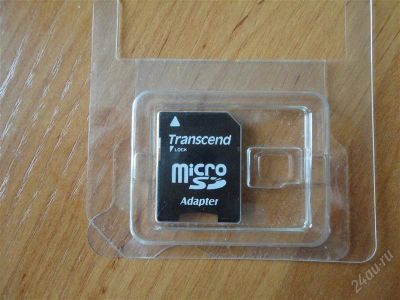 Transcend
LOCK
micro
SD
Adapter
24au.ru